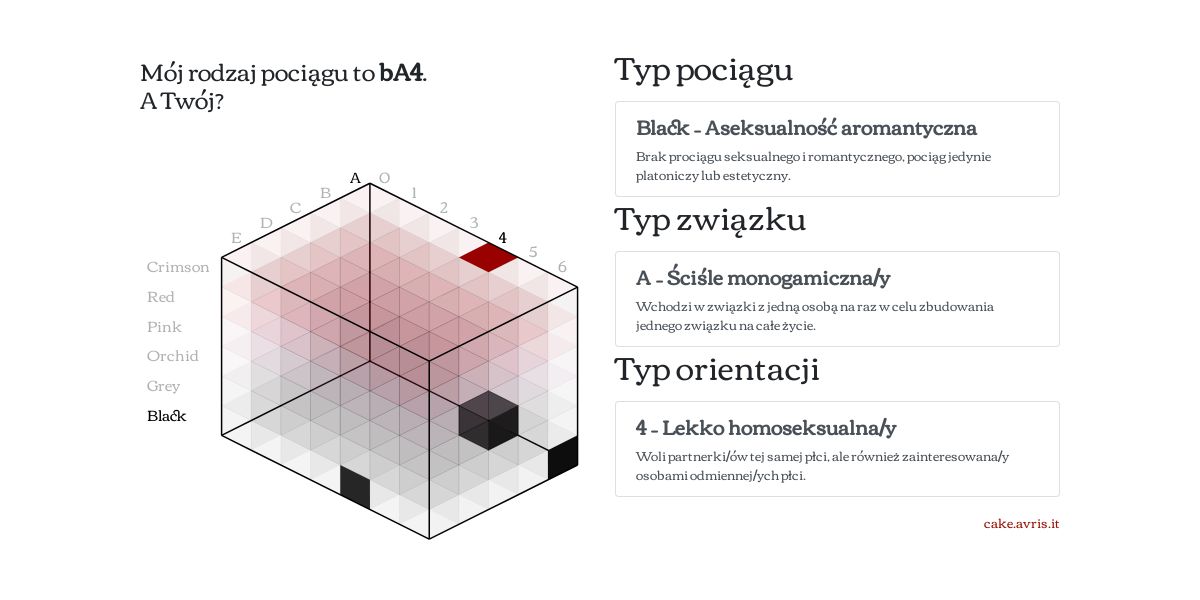 Mój rodzaj pociągu to bA4.
A Twój?
A O
B 1
C 2
D 3
E 4
5
6
Crimson
Red
Pink
Orchid
Grey
Black
Typ pociągu
Black - Aseksualność aromantyczna
Brak prociągu seksualnego i romantycznego, pociąg jedynie
platoniczy lub estetyczny.
Typ związku
A - Ściśle monogamiczna/y
Wchodzi w związki z jedną osobą na raz w celu zbudowania
jednego związku na całe życie.
Typ orientacji
4 - Lekko homoseksualna/y
Woli partnerki/ów tej samej płci, ale również zainteresowana/y
osobami odmiennej/ych płci.
cake.avris.it